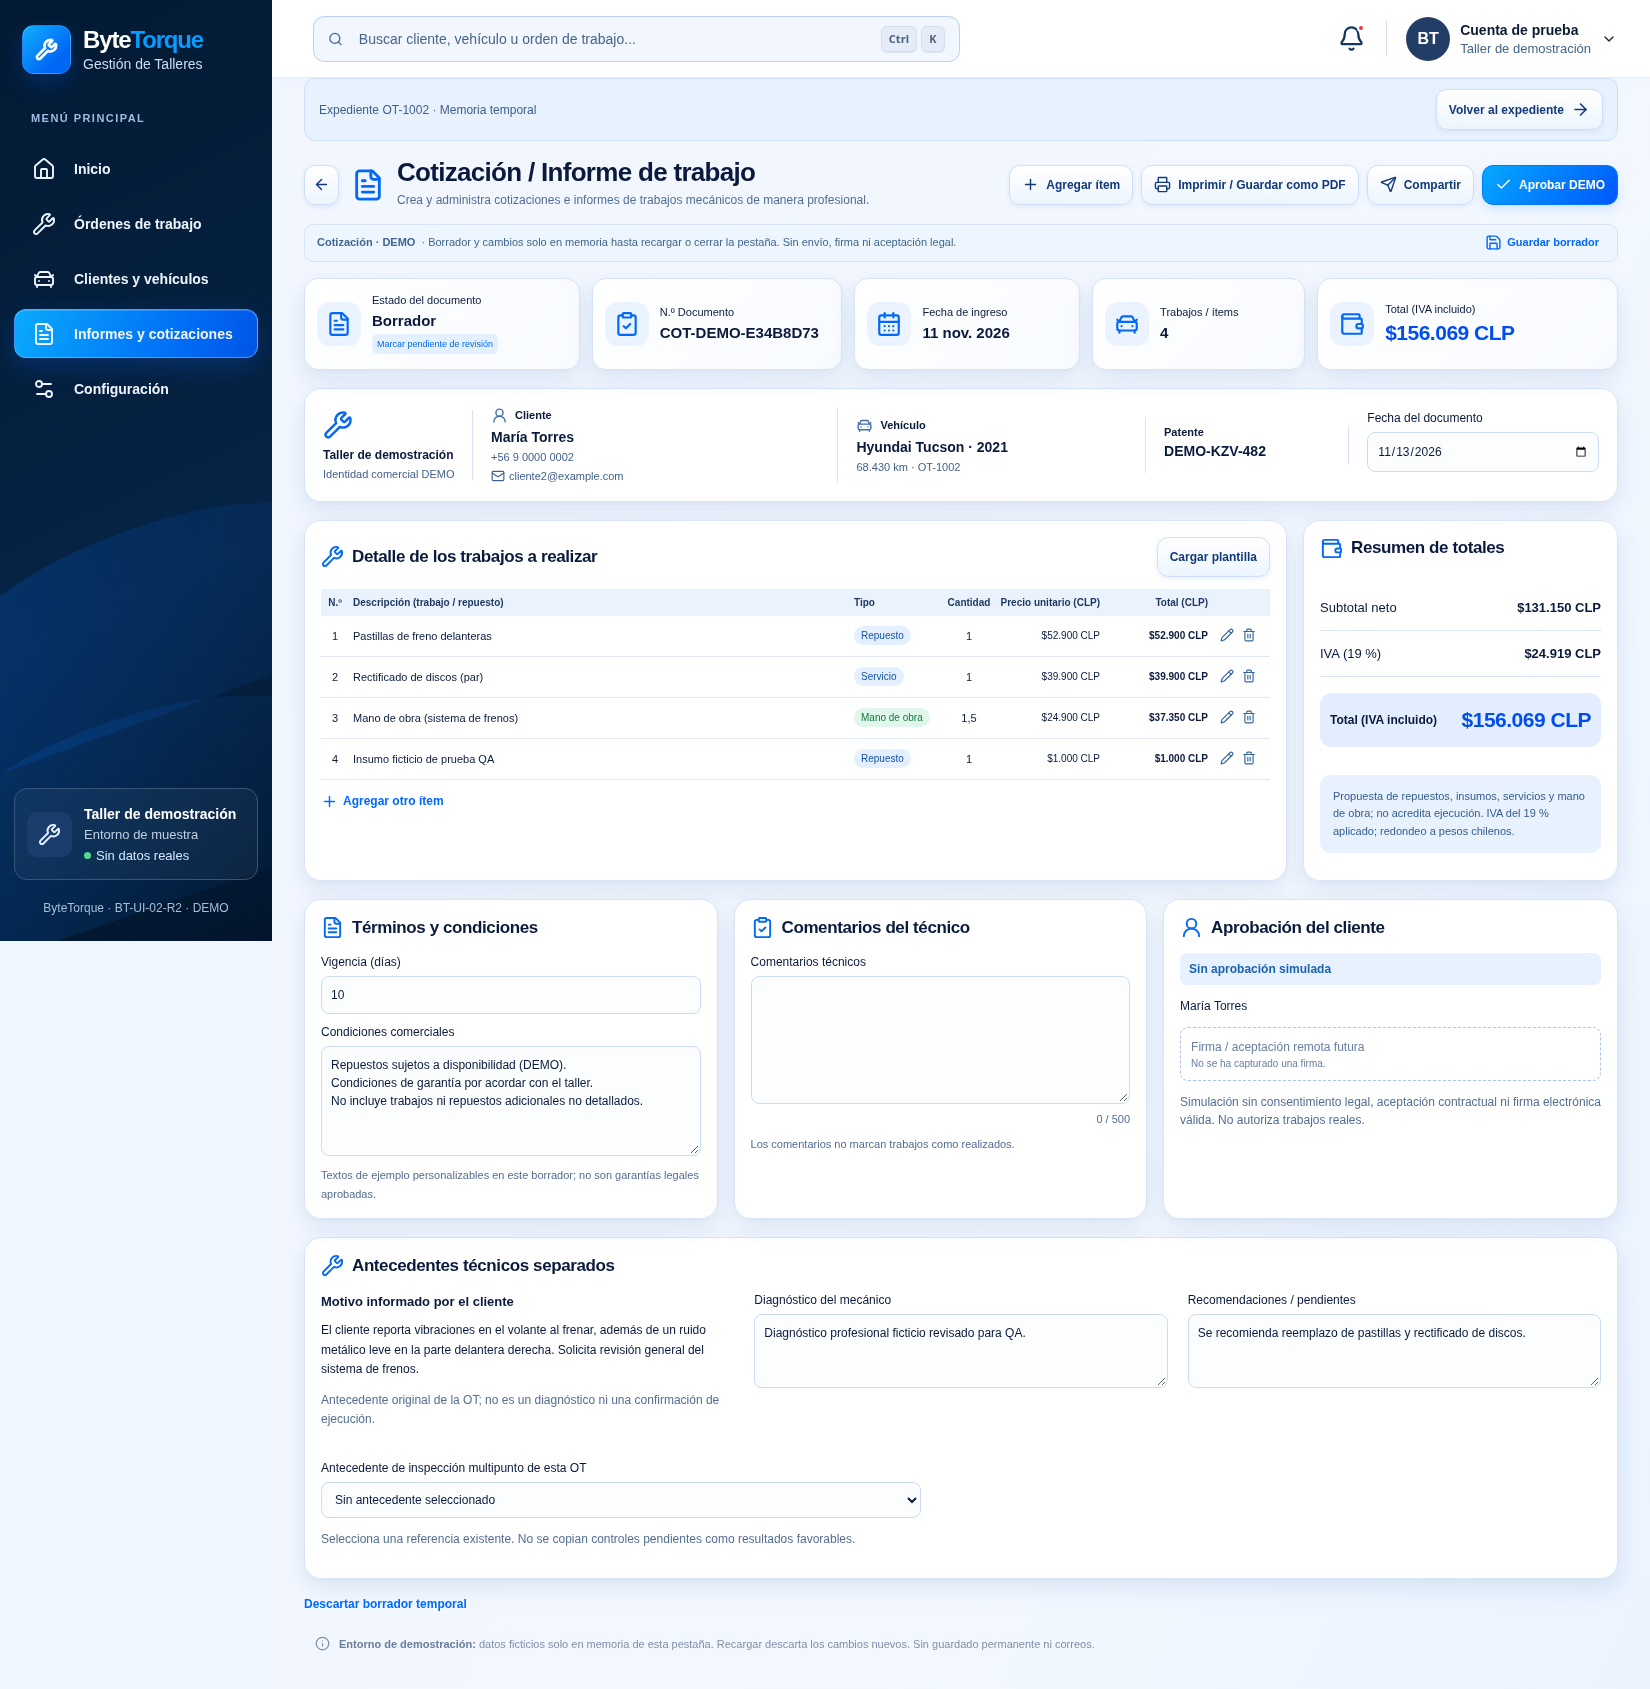 ByteTorque
Gestión de Talleres
MENÚ PRINCIPAL
Inicio
Órdenes de trabajo
Clientes y vehículos
Informes y cotizaciones
Configuración
Taller de demostración
Entorno de muestra
Sin datos reales
ByteTorque · BT-UI-02-R2 · DEMO
Buscar cliente, vehículo u orden de trabajo...
Ctrl K
BT
Cuenta de prueba
Taller de demostración
Expediente OT-1002 · Memoria temporal
Volver al expediente
Cotización / Informe de trabajo
Crea y administra cotizaciones e informes de trabajos mecánicos de manera profesional.
Agregar ítem
Imprimir / Guardar como PDF
Compartir
Aprobar DEMO
Cotización · DEMO · Borrador y cambios solo en memoria hasta recargar o cerrar la pestaña. Sin envío, firma ni aceptación legal.
Guardar borrador
Estado del documento
Borrador
Marcar pendiente de revisión
N.º Documento
COT-DEMO-E34B8D73
Fecha de ingreso
11 nov. 2026
Trabajos / ítems
4
Total (IVA incluido)
$156.069 CLP
Taller de demostración
Identidad comercial DEMO
Cliente
María Torres
+56 9 0000 0002
cliente2@example.com
Vehículo
Hyundai Tucson · 2021
68.430 km · OT-1002
Patente
DEMO-KZV-482
Fecha del documento
11/13/2026
Detalle de los trabajos a realizar
Cargar plantilla
N.º Descripción (trabajo / repuesto) Tipo Cantidad Precio unitario (CLP) Total (CLP)
1 Pastillas de freno delanteras Repuesto 1 $52.900 CLP $52.900 CLP
2 Rectificado de discos (par) Servicio 1 $39.900 CLP $39.900 CLP
3 Mano de obra (sistema de frenos) Mano de obra 1,5 $24.900 CLP $37.350 CLP
4 Insumo ficticio de prueba QA Repuesto 1 $1.000 CLP $1.000 CLP
Agregar otro ítem
Resumen de totales
Subtotal neto $131.150 CLP
IVA (19 %) $24.919 CLP
Total (IVA incluido) $156.069 CLP
Propuesta de repuestos, insumos, servicios y mano
de obra; no acredita ejecución. IVA del 19 %
aplicado; redondeo a pesos chilenos.
Términos y condiciones
Vigencia (días)
10
Condiciones comerciales
Repuestos sujetos a disponibilidad (DEMO).
Condiciones de garantía por acordar con el taller.
No incluye trabajos ni repuestos adicionales no detallados.
Textos de ejemplo personalizables en este borrador; no son garantías legales
aprobadas.
Comentarios del técnico
Comentarios técnicos
0 / 500
Los comentarios no marcan trabajos como realizados.
Aprobación del cliente
Sin aprobación simulada
María Torres
Firma / aceptación remota futura
No se ha capturado una firma.
Simulación sin consentimiento legal, aceptación contractual ni firma electrónica
válida. No autoriza trabajos reales.
Antecedentes técnicos separados
Motivo informado por el cliente
El cliente reporta vibraciones en el volante al frenar, además de un ruido
metálico leve en la parte delantera derecha. Solicita revisión general del
sistema de frenos.
Antecedente original de la OT; no es un diagnóstico ni una confirmación de
ejecución.
Diagnóstico del mecánico
Diagnóstico profesional ficticio revisado para QA.
Recomendaciones / pendientes
Se recomienda reemplazo de pastillas y rectificado de discos.
Antecedente de inspección multipunto de esta OT
Sin antecedente seleccionado
Selecciona una referencia existente. No se copian controles pendientes como resultados favorables.
Descartar borrador temporal
Entorno de demostración: datos ficticios solo en memoria de esta pestaña. Recargar descarta los cambios nuevos. Sin guardado permanente ni correos.